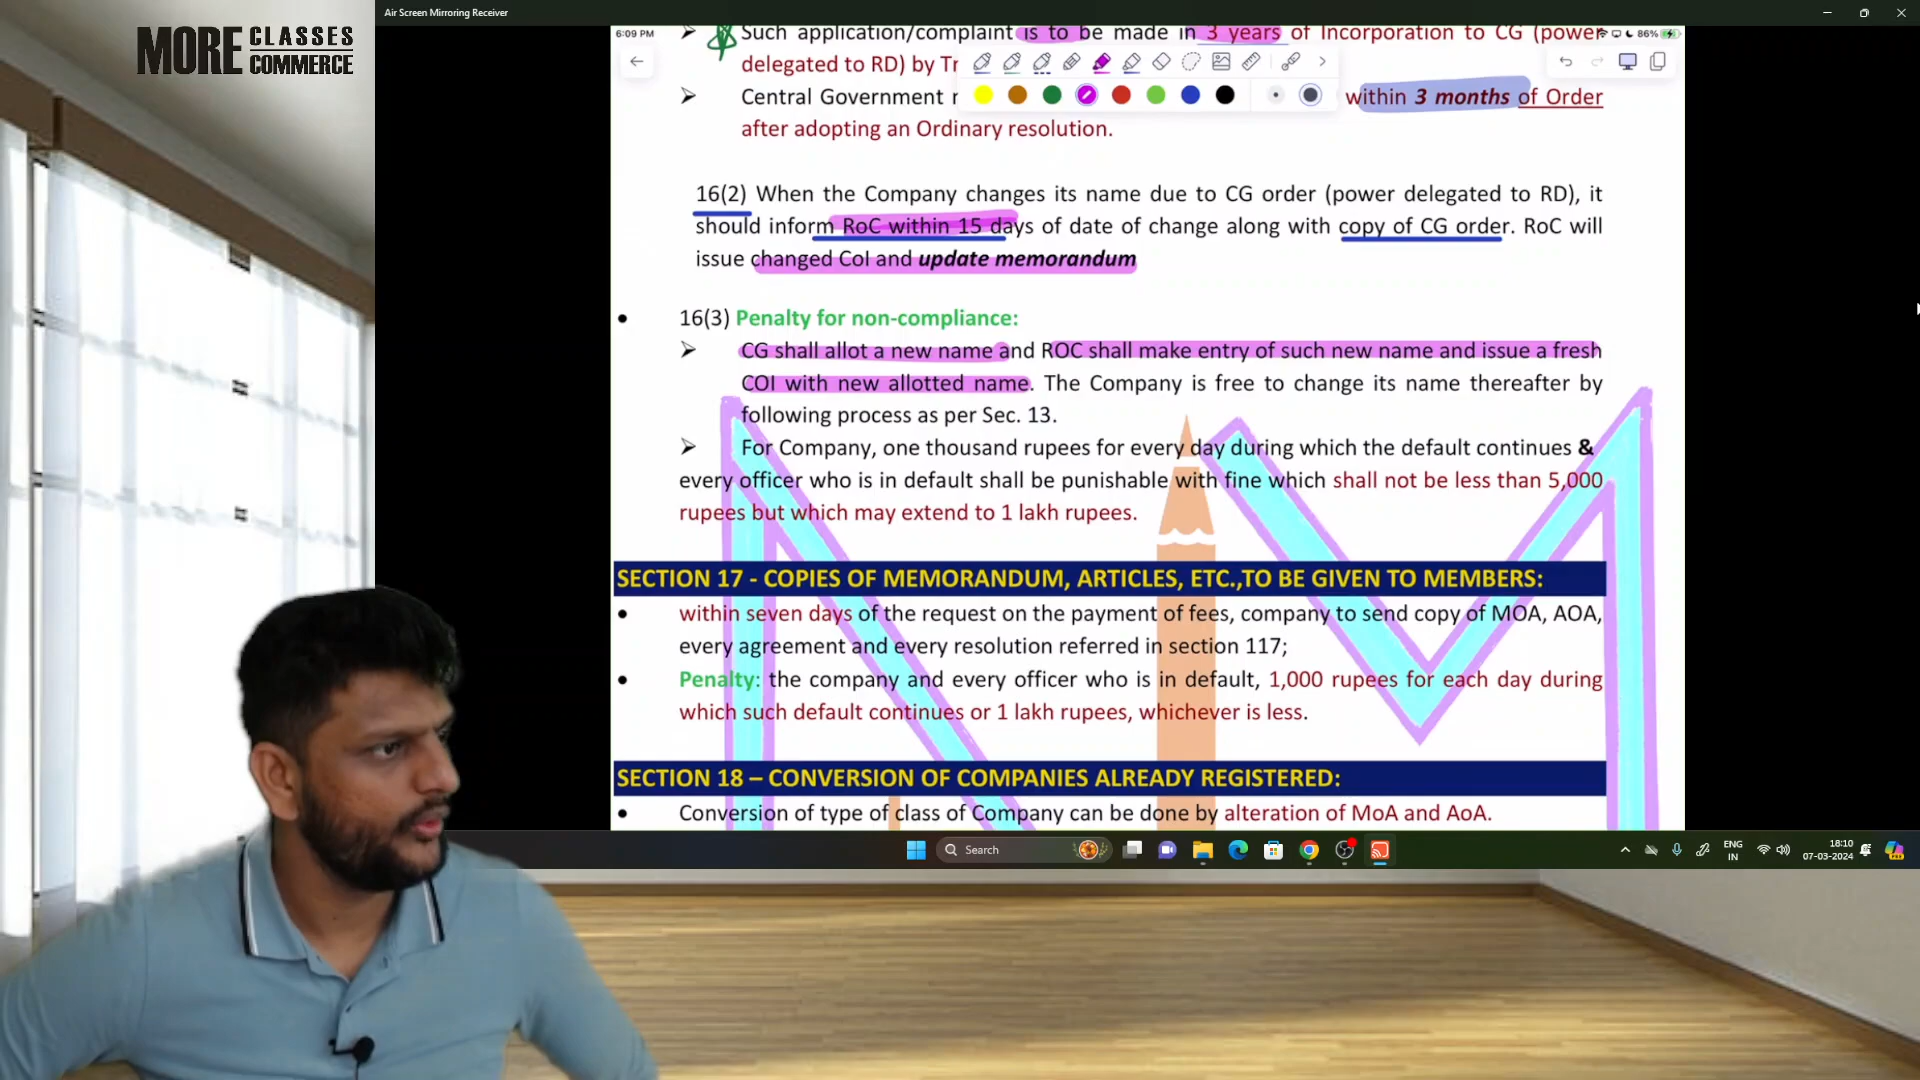 Air Screen Mirroring Receiver
MORE CLASSES COMMERCE
6:09 PM
86%
Such application/complaint is to be made in 3 years of Incorporation to CG (power
delegated to RD) by
Central Government
within 3 months of Order
after adopting an Ordinary resolution.
16(2) When the Company changes its name due to CG order (power delegated to RD), it
should inform RoC within 15 days of date of change along with copy of CG order. RoC will
issue changed CoI and update memorandum
• 16(3) Penalty for non-compliance:
➢ CG shall allot a new name and ROC shall make entry of such new name and issue a fresh
COI with new allotted name. The Company is free to change its name thereafter by
following process as per Sec. 13.
➢ For Company, one thousand rupees for every day during which the default continues &
every officer who is in default shall be punishable with fine which shall not be less than 5,000
rupees but which may extend to 1 lakh rupees.
SECTION 17 - COPIES OF MEMORANDUM, ARTICLES, ETC.,TO BE GIVEN TO MEMBERS:
• within seven days of the request on the payment of fees, company to send copy of MOA, AOA,
every agreement and every resolution referred in section 117;
• Penalty: the company and every officer who is in default, 1,000 rupees for each day during
which such default continues or 1 lakh rupees, whichever is less.
SECTION 18 – CONVERSION OF COMPANIES ALREADY REGISTERED:
• Conversion of type of class of Company can be done by alteration of MoA and AoA.
Search
ENG
IN
18:10
07-03-2024